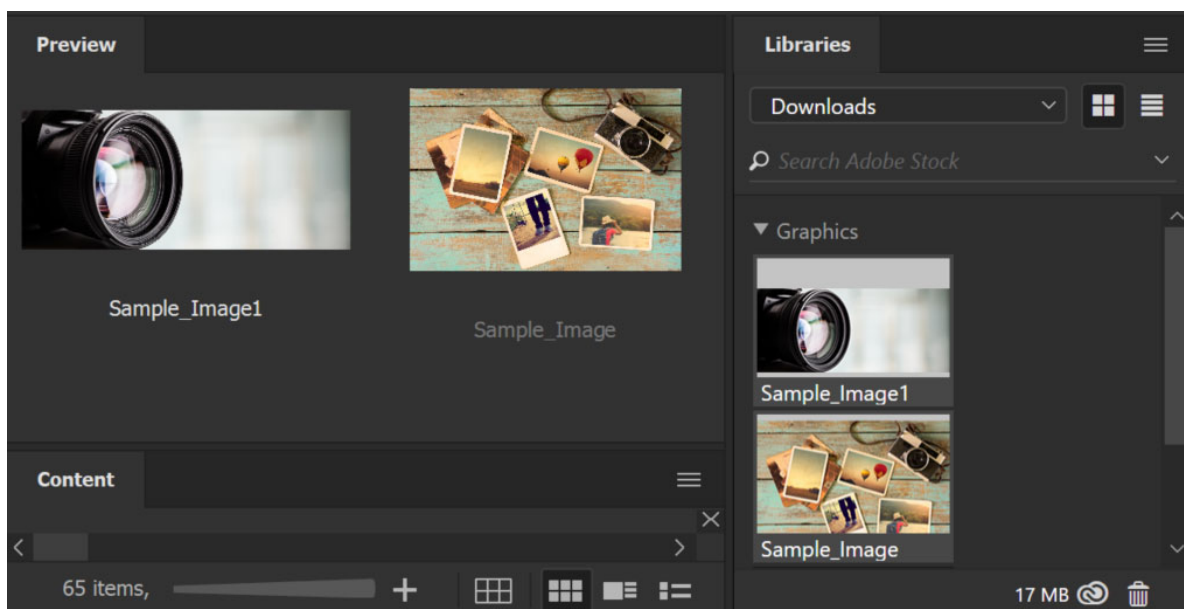 Preview
Sample_Image1
Sample_Image
Content
65 items,
Libraries
Downloads
Search Adobe Stock
Graphics
Sample_Image1
Sample_Image
17 MB